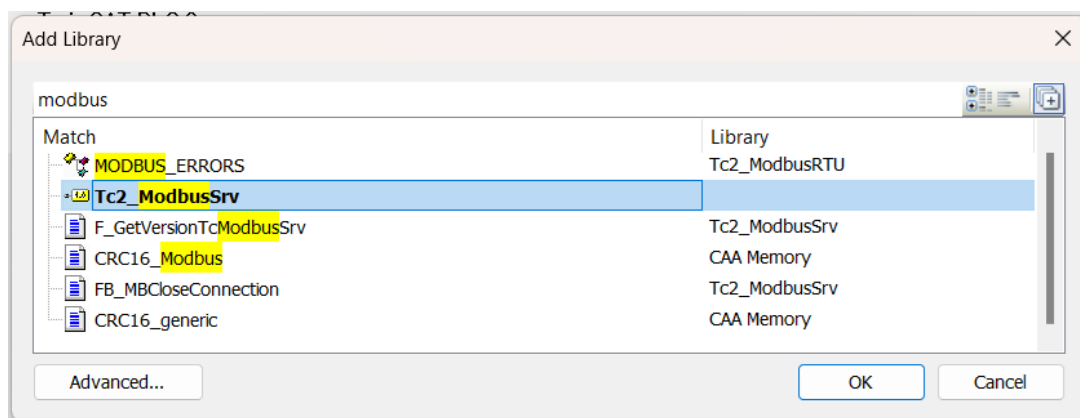 Add Library
modbus
Match Library
MODBUS_ERRORS Tc2_ModbusRTU
Tc2_ModbusSrv
F_GetVersionTcModbusSrv Tc2_ModbusSrv
CRC16_Modbus CAA Memory
FB_MBCloseConnection Tc2_ModbusSrv
CRC16_generic CAA Memory
Advanced... OK Cancel